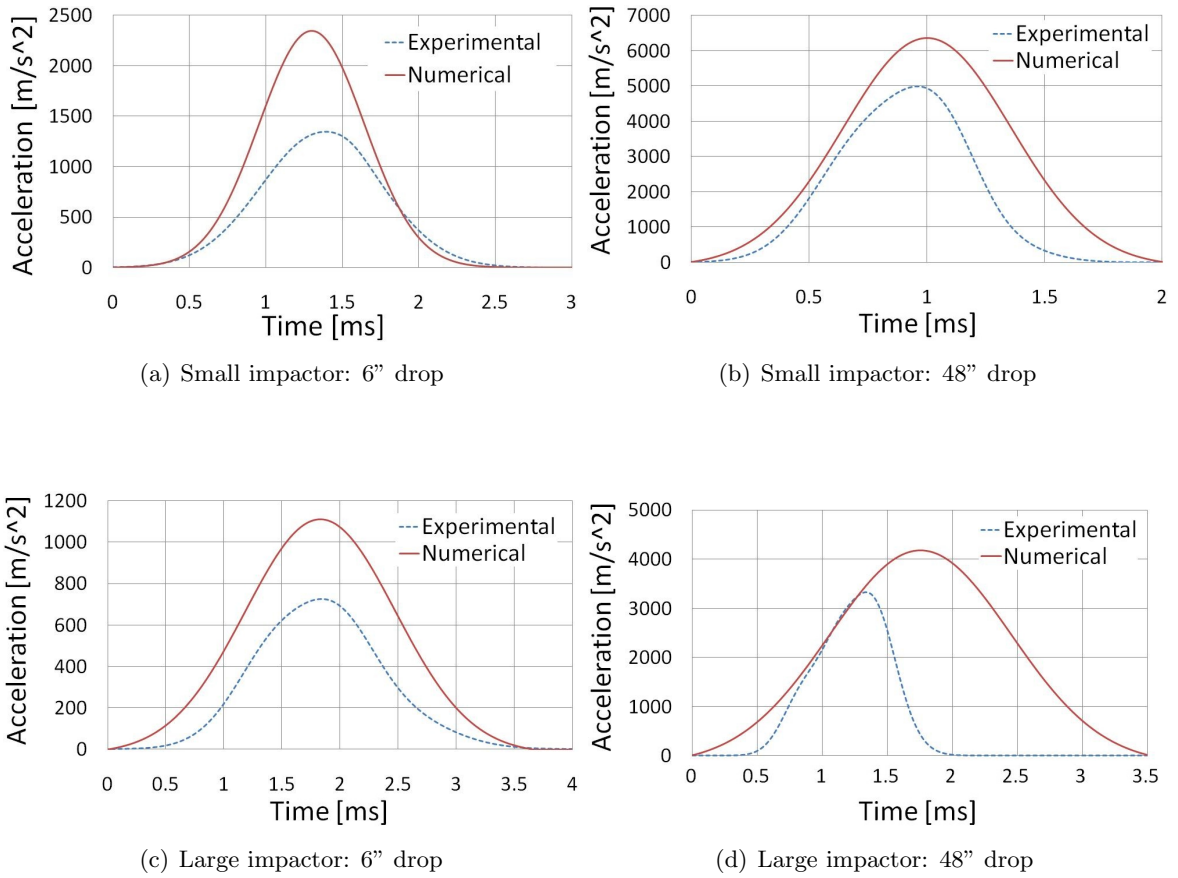 2500
2000
1500
1000
500
0
Acceleration [m/s^2]
Experimental
Numerical
0 0.5 1 1.5 2 2.5 3
Time [ms]
(a) Small impactor: 6” drop
7000
6000
5000
4000
3000
2000
1000
0
Acceleration [m/s^2]
Experimental
Numerical
0 0.5 1 1.5 2
Time [ms]
(b) Small impactor: 48” drop
1200
1000
800
600
400
200
0
Acceleration [m/s^2]
Experimental
Numerical
0 0.5 1 1.5 2 2.5 3 3.5 4
Time [ms]
(c) Large impactor: 6” drop
5000
4000
3000
2000
1000
0
Acceleration [m/s^2]
Experimental
Numerical
0 0.5 1 1.5 2 2.5 3 3.5
Time [ms]
(d) Large impactor: 48” drop